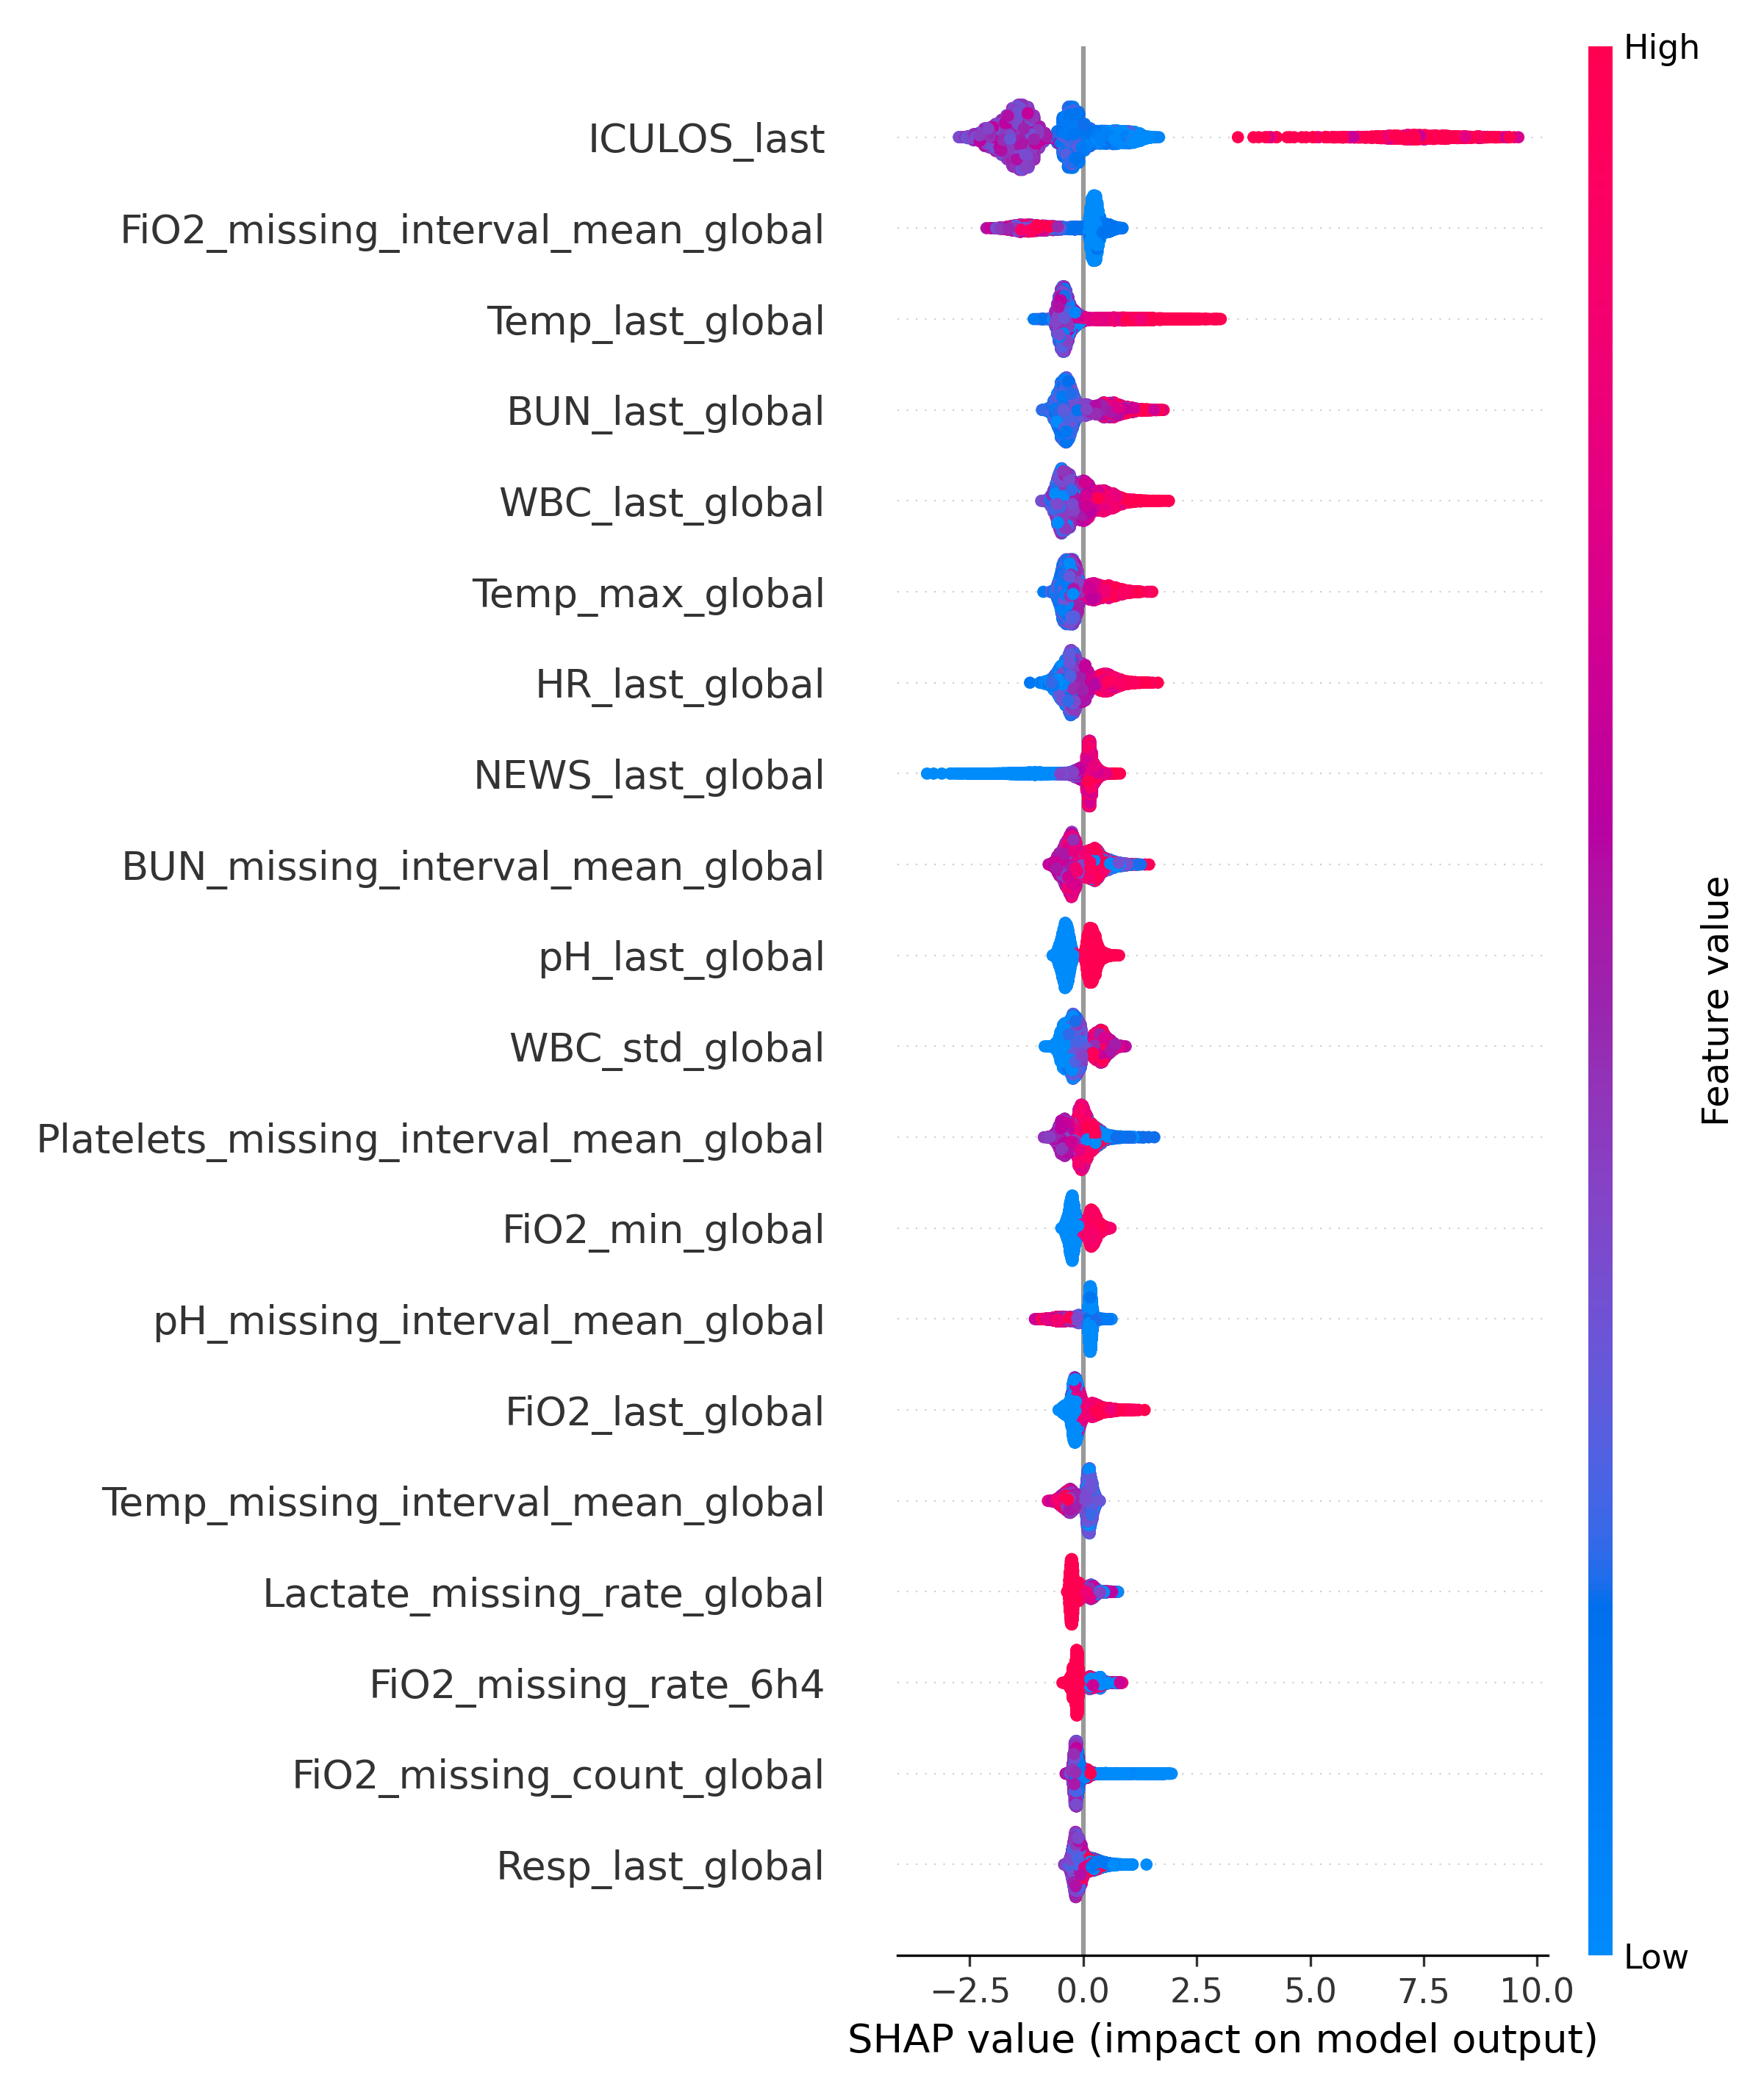 High
ICULOS_last
FiO2_missing_interval_mean_global
Temp_last_global
BUN_last_global
WBC_last_global
Temp_max_global
HR_last_global
NEWS_last_global
BUN_missing_interval_mean_global
pH_last_global
WBC_std_global
Platelets_missing_interval_mean_global
FiO2_min_global
pH_missing_interval_mean_global
FiO2_last_global
Temp_missing_interval_mean_global
Lactate_missing_rate_global
FiO2_missing_rate_6h4
FiO2_missing_count_global
Resp_last_global
Feature value
Low
−2.5 0.0 2.5 5.0 7.5 10.0
SHAP value (impact on model output)